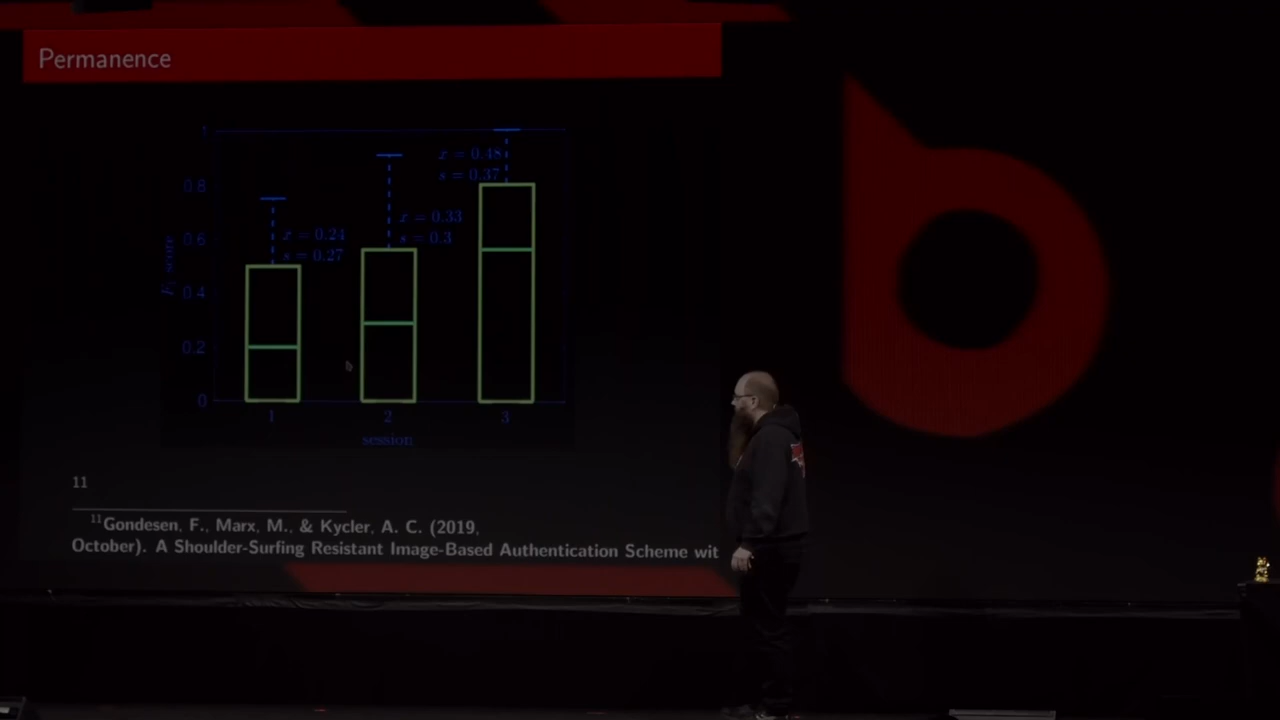 Permanence
1
x = 0.48
s = 0.37
0.8
x = 0.33
s = 0.3
0.6
x = 0.24
s = 0.27
F₁ score
0.4
0.2
0
1 2 3
session
11
11Gondesen, F., Marx, M., & Kycler, A. C. (2019,
October). A Shoulder-Surfing Resistant Image-Based Authentication Scheme wit